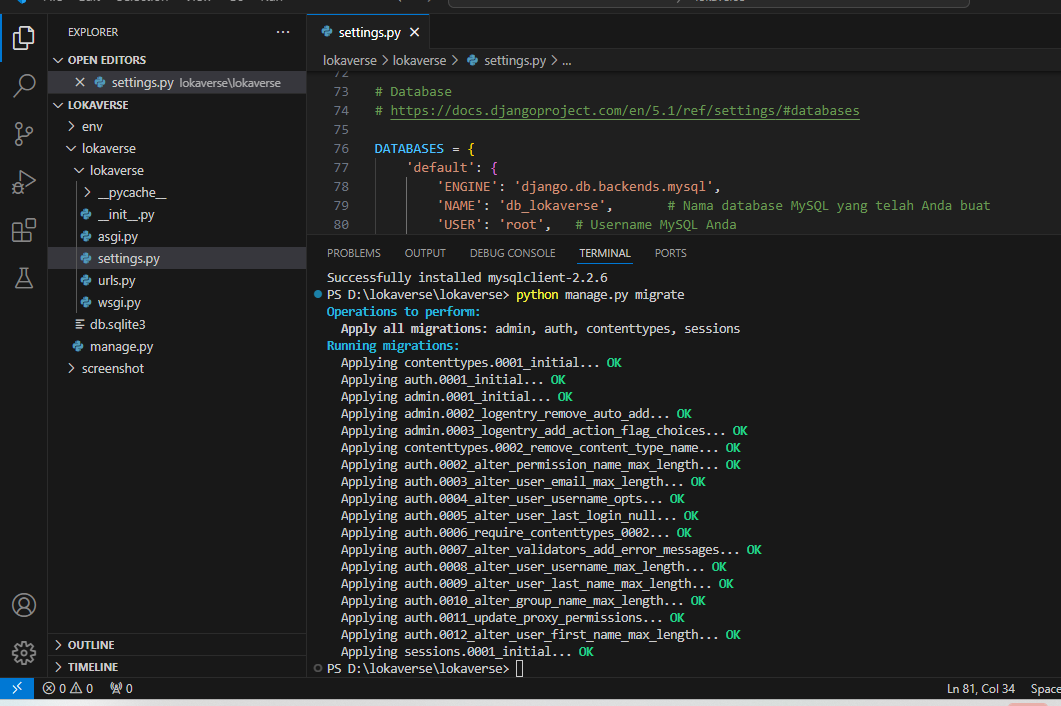 EXPLORER
OPEN EDITORS
settings.py lokaverse\lokaverse
LOKAVERSE
env
lokaverse
lokaverse
__pycache__
__init__.py
asgi.py
settings.py
urls.py
wsgi.py
db.sqlite3
manage.py
screenshot
OUTLINE
TIMELINE
settings.py
lokaverse > lokaverse > settings.py > ...
72
73 # Database
74 # https://docs.djangoproject.com/en/5.1/ref/settings/#databases
75
76 DATABASES = {
77 'default': {
78 'ENGINE': 'django.db.backends.mysql',
79 'NAME': 'db_lokaverse', # Nama database MySQL yang telah Anda buat
80 'USER': 'root', # Username MySQL Anda
PROBLEMS OUTPUT DEBUG CONSOLE TERMINAL PORTS
Successfully installed mysqlclient-2.2.6
PS D:\lokaverse\lokaverse> python manage.py migrate
Operations to perform:
Apply all migrations: admin, auth, contenttypes, sessions
Running migrations:
Applying contenttypes.0001_initial... OK
Applying auth.0001_initial... OK
Applying admin.0001_initial... OK
Applying admin.0002_logentry_remove_auto_add... OK
Applying admin.0003_logentry_add_action_flag_choices... OK
Applying contenttypes.0002_remove_content_type_name... OK
Applying auth.0002_alter_permission_name_max_length... OK
Applying auth.0003_alter_user_email_max_length... OK
Applying auth.0004_alter_user_username_opts... OK
Applying auth.0005_alter_user_last_login_null... OK
Applying auth.0006_require_contenttypes_0002... OK
Applying auth.0007_alter_validators_add_error_messages... OK
Applying auth.0008_alter_user_username_max_length... OK
Applying auth.0009_alter_user_last_name_max_length... OK
Applying auth.0010_alter_group_name_max_length... OK
Applying auth.0011_update_proxy_permissions... OK
Applying auth.0012_alter_user_first_name_max_length... OK
Applying sessions.0001_initial... OK
PS D:\lokaverse\lokaverse>
0 0 0 Ln 81, Col 34 Space